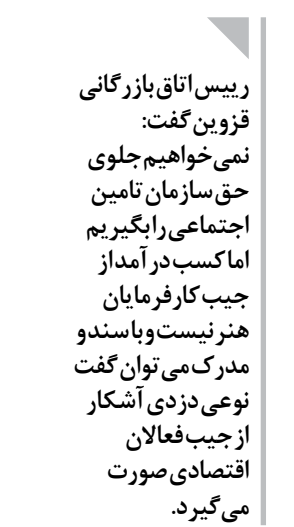 رییس اتاق بازرگانی
قزوین گفت:
نمی‌خواهیم جلوی
حق سازمان تامین
اجتماعی را بگیریم
اما کسب درآمد از
جیب کارفرمایان
هنر نیست و با سند و
مدرک می‌توان گفت
نوعی دزدی آشکار
از جیب فعالان
اقتصادی صورت
می‌گیرد.